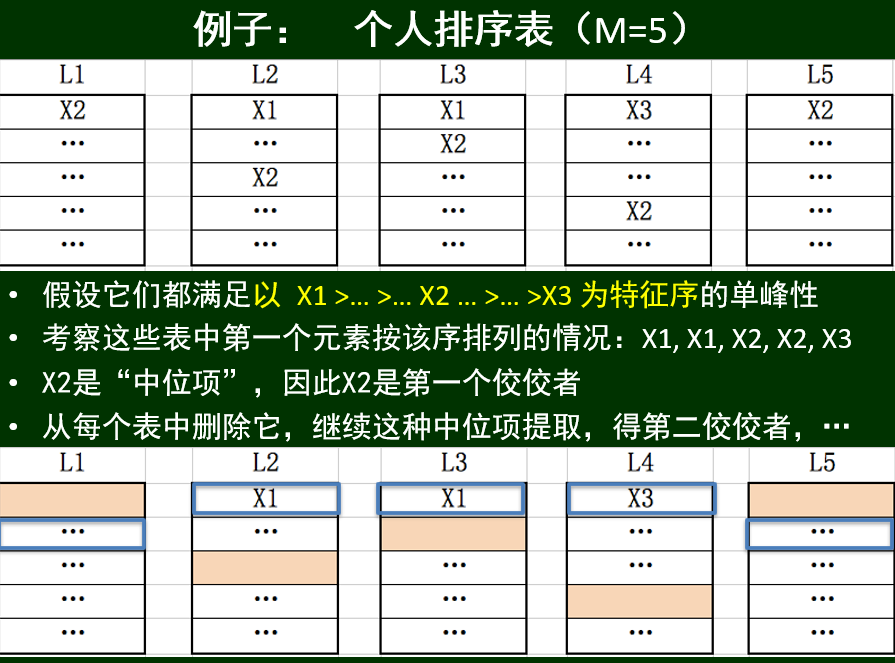 例子： 个人排序表（M=5）
L1 L2 L3 L4 L5
X2 X1 X1 X3 X2
… … X2 … …
… X2 … … …
… … … X2 …
… … … … …
• 假设它们都满足以 X1 >… >… X2 … >… >X3 为特征序的单峰性
• 考察这些表中第一个元素按该序排列的情况：X1, X1, X2, X2, X3
• X2是“中位项”，因此X2是第一个佼佼者
• 从每个表中删除它，继续这种中位项提取，得第二佼佼者，…
L1 L2 L3 L4 L5
X1 X1 X3
… … … …
… … … …
… … … …
… … … … …